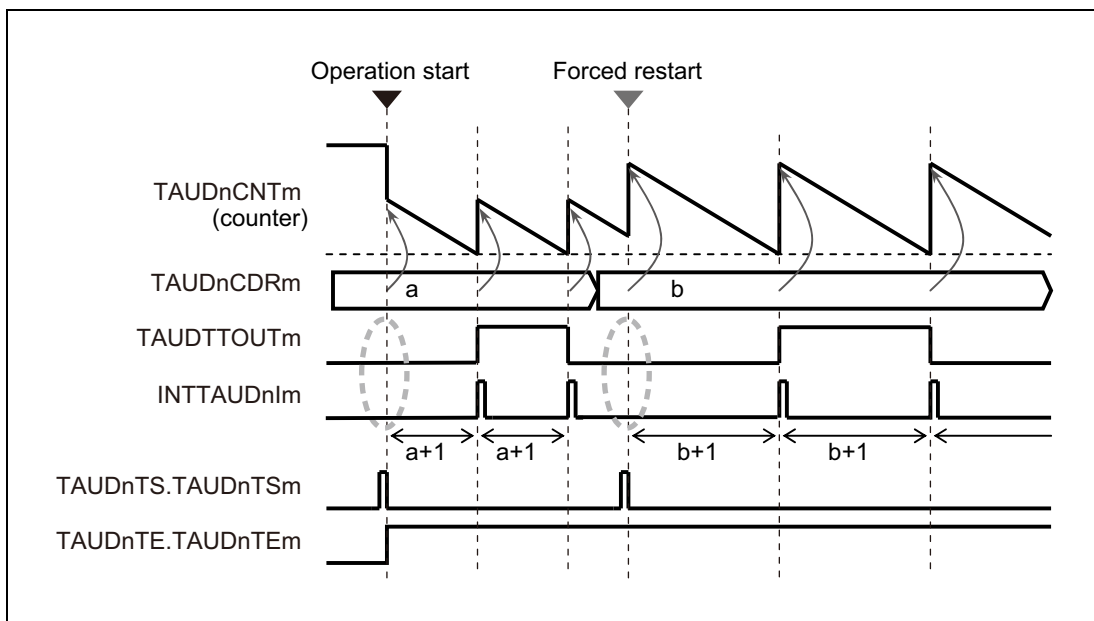 Operation start
Forced restart
TAUDnCNTm
(counter)
TAUDnCDRm
a
b
TAUDTTOUTm
INTTAUDnIm
a+1
a+1
b+1
b+1
TAUDnTS.TAUDnTSm
TAUDnTE.TAUDnTEm